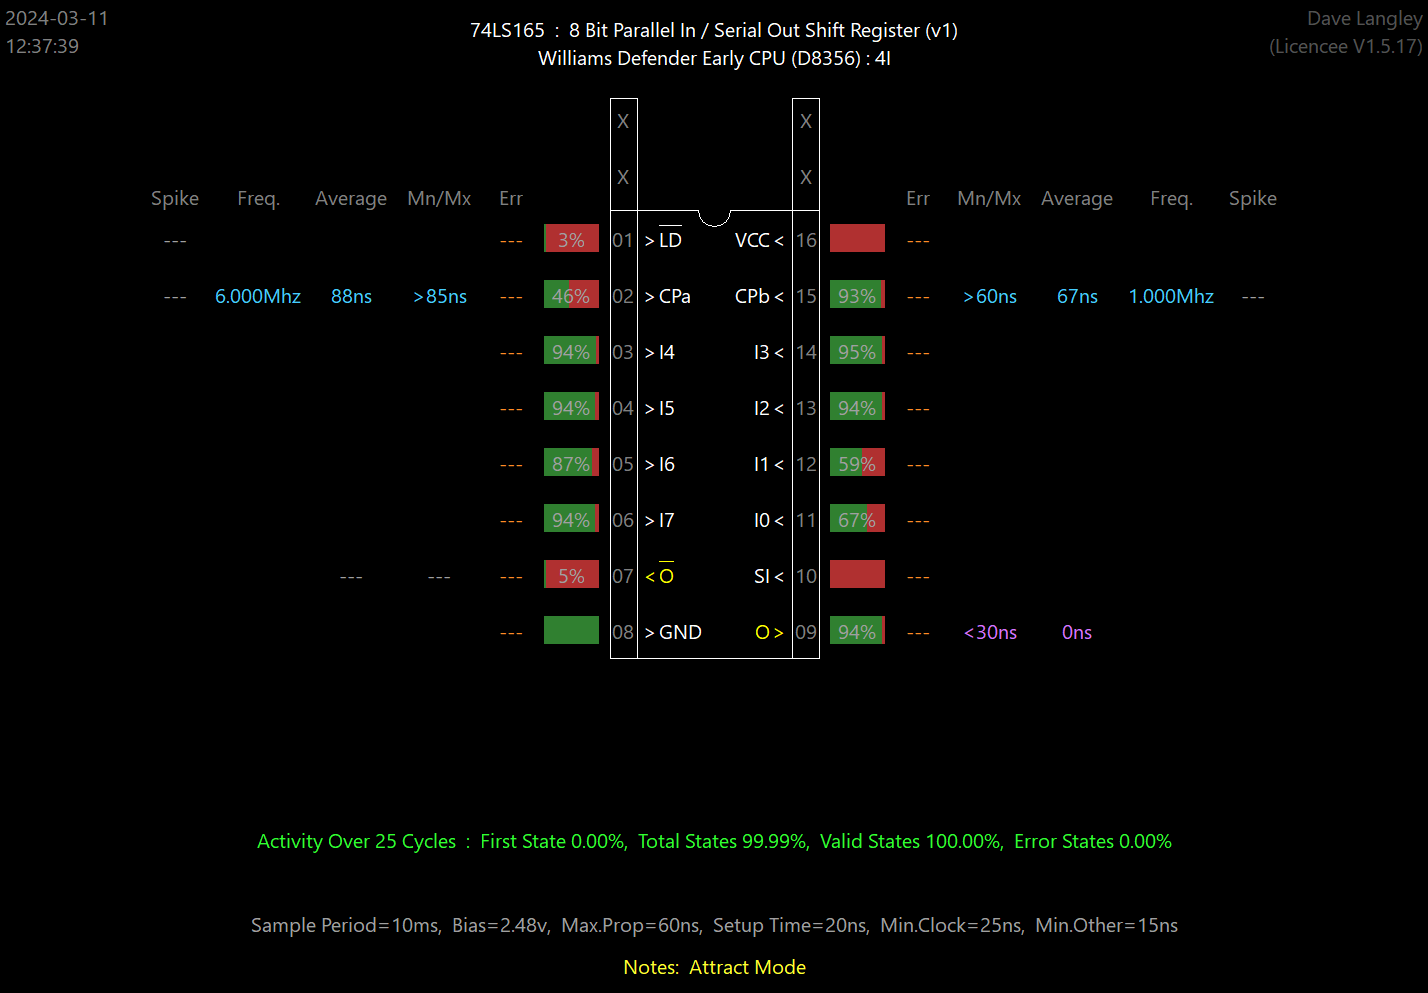 2024-03-11
12:37:39
74LS165 : 8 Bit Parallel In / Serial Out Shift Register (v1)
Williams Defender Early CPU (D8356) : 4I
Dave Langley
(Licencee V1.5.17)
X X
X X
Spike Freq. Average Mn/Mx Err Err Mn/Mx Average Freq. Spike
--- --- 3% 01 > LD VCC < 16 ---
--- 6.000Mhz 88ns >85ns --- 46% 02 > CPa CPb < 15 93% --- >60ns 67ns 1.000Mhz ---
--- 94% 03 > I4 I3 < 14 95% ---
--- 94% 04 > I5 I2 < 13 94% ---
--- 87% 05 > I6 I1 < 12 59% ---
--- 94% 06 > I7 I0 < 11 67% ---
--- --- --- 5% 07 < O SI < 10 ---
--- 08 > GND O > 09 94% --- <30ns 0ns
Activity Over 25 Cycles : First State 0.00%, Total States 99.99%, Valid States 100.00%, Error States 0.00%
Sample Period=10ms, Bias=2.48v, Max.Prop=60ns, Setup Time=20ns, Min.Clock=25ns, Min.Other=15ns
Notes: Attract Mode